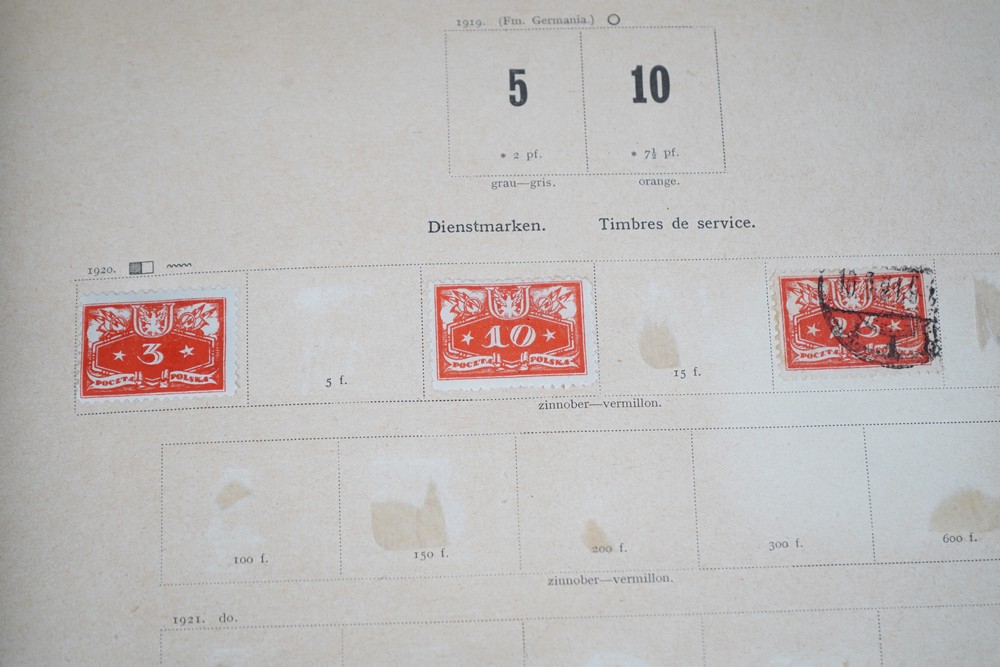 1919. (Fm. Germania.)
5 10
* 2 pf. * 7½ pf.
grau—gris. orange.
Dienstmarken. Timbres de service.
1920.
3
POCZTA POLSKA
5 f.
10
POCZTA POLSKA
15 f.
zinnober—vermillon.
100 f. 150 f. 200 f. 300 f. 600 f.
zinnober—vermillon.
1921. do.